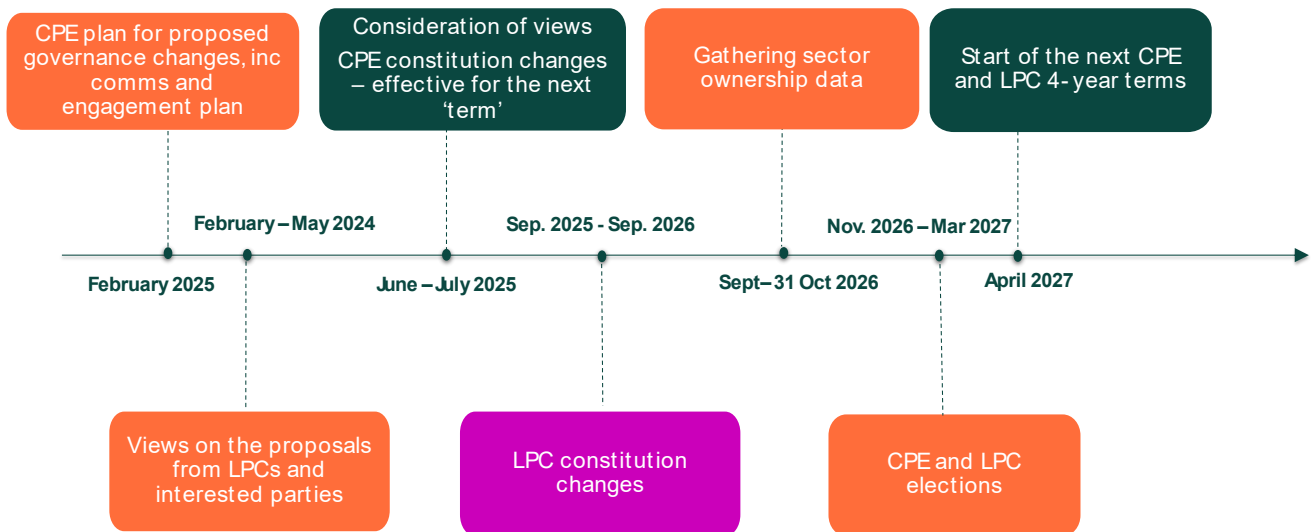 CPE plan for proposed
governance changes, inc
comms and
engagement plan
Consideration of views
CPE constitution changes
– effective for the next
‘term’
Gathering sector
ownership data
Start of the next CPE
and LPC 4-year terms
February – May 2024
Sep. 2025 - Sep. 2026
Nov. 2026 – Mar 2027
February 2025
June – July 2025
Sept– 31 Oct 2026
April 2027
Views on the proposals
from LPCs and
interested parties
LPC constitution
changes
CPE and LPC
elections